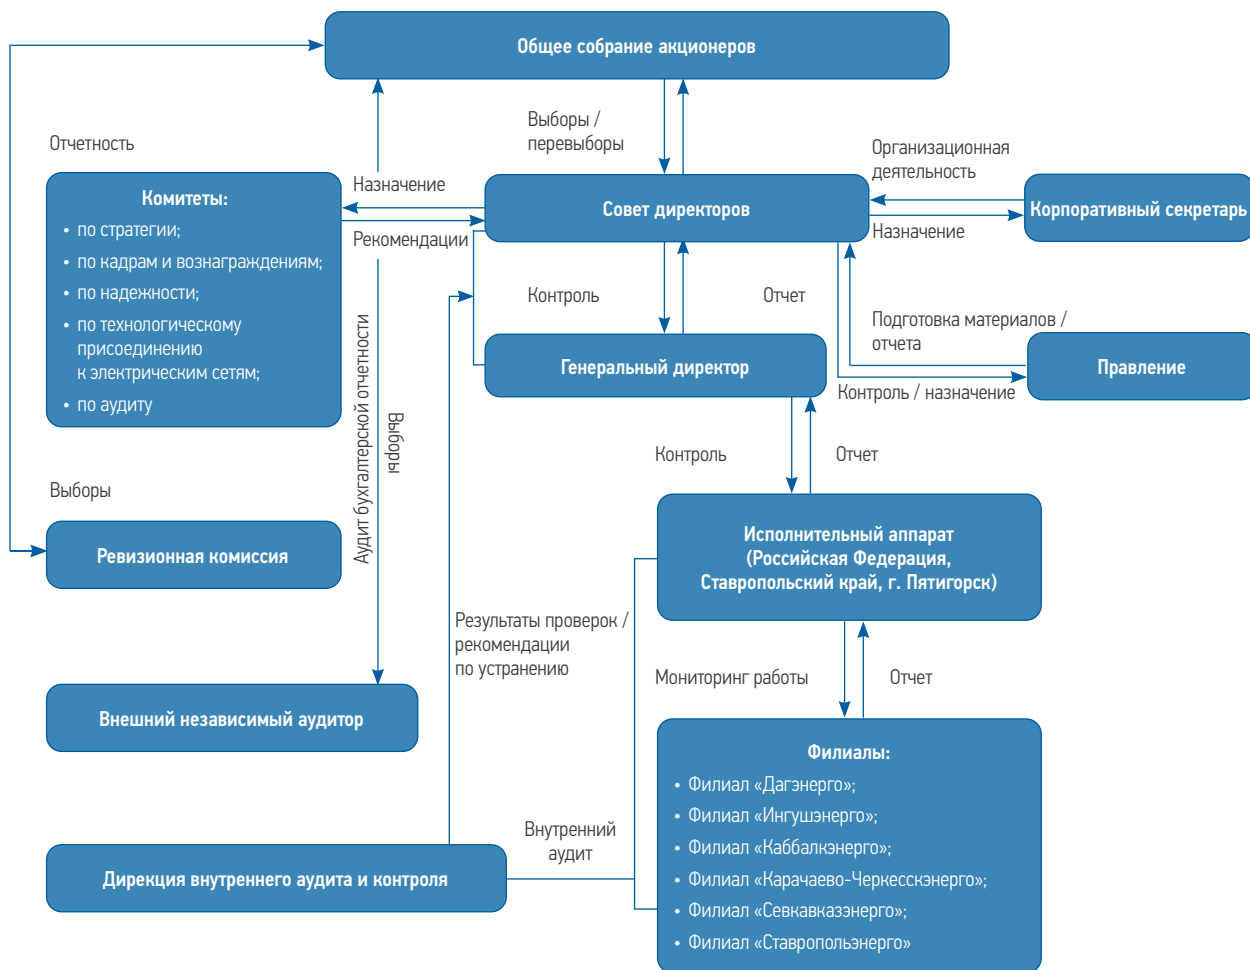 Общее собрание акционеров
Выборы /
перевыборы
Отчетность
Организационная
деятельность
Комитеты:
• по стратегии;
• по кадрам и вознаграждениям;
• по надежности;
• по технологическому
присоединению
к электрическим сетям;
• по аудиту
Назначение
Рекомендации
Совет директоров
Назначение
Корпоративный секретарь
Контроль
Отчет
Подготовка материалов /
отчета
Генеральный директор
Правление
Контроль / назначение
Аудит бухгалтерской отчетности
Выборы
Контроль
Отчет
Выборы
Ревизионная комиссия
Исполнительный аппарат
(Российская Федерация,
Ставропольский край, г. Пятигорск)
Результаты проверок /
рекомендации
по устранению
Мониторинг работы
Отчет
Внешний независимый аудитор
Филиалы:
• Филиал «Дагэнерго»;
• Филиал «Ингушэнерго»;
• Филиал «Каббалкэнерго»;
• Филиал «Карачаево-Черкесскэнерго»;
• Филиал «Севкавказэнерго»;
• Филиал «Ставропольэнерго»
Внутренний
аудит
Дирекция внутреннего аудита и контроля